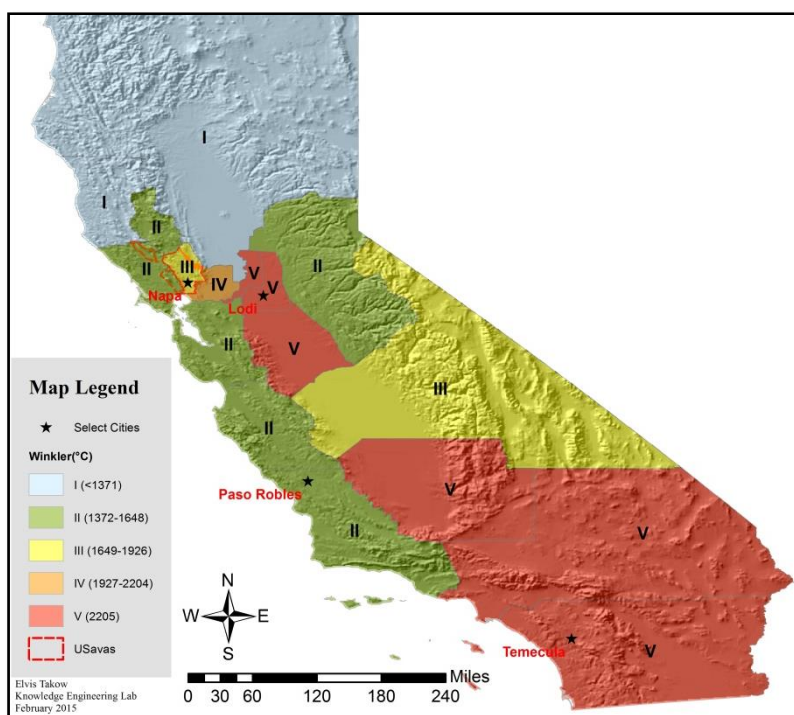 I
I
II
II
III
IV
V
V
II
Napa
Lodi
II
V
III
II
Paso Robles
V
V
II
Temecula
V
Map Legend
Select Cities
Winkler(°C)
I (<1371)
II (1372-1648)
III (1649-1926)
IV (1927-2204)
V (2205)
USavas
N
W E
S
Miles
0 30 60 120 180 240
Elvis Takow
Knowledge Engineering Lab
February 2015